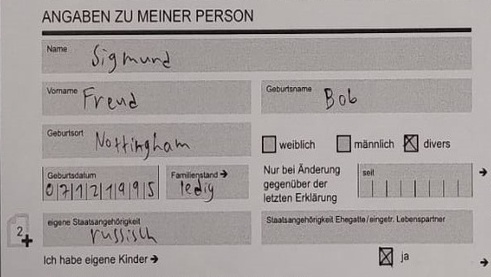 ANGABEN ZU MEINER PERSON
Name
Sigmund
Vorname
Freud
Geburtsname
Bob
Geburtsort
Nottingham
weiblich männlich divers
Geburtsdatum
07121995
Familienstand →
ledig
Nur bei Änderung
gegenüber der
letzten Erklärung
seit
→
eigene Staatsangehörigkeit
russisch
Staatsangehörigkeit Ehegatte/eingetr. Lebenspartner
2+
Ich habe eigene Kinder →
ja
→